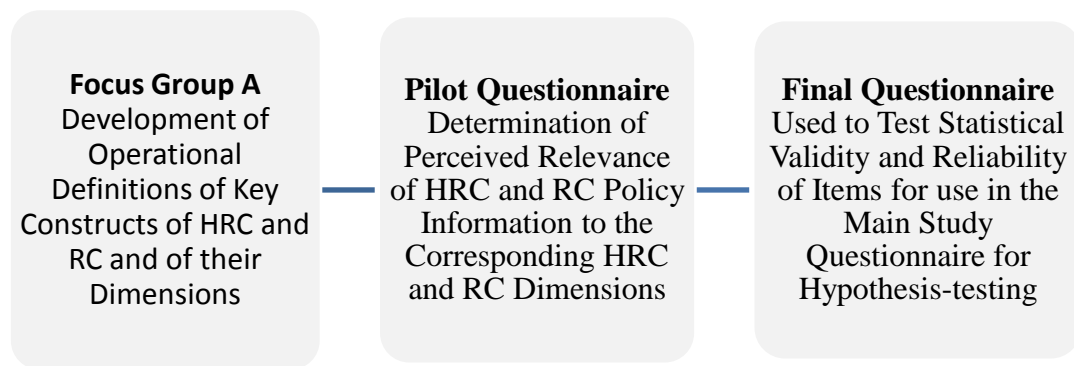 Focus Group A
Development of
Operational
Definitions of Key
Constructs of HRC and
RC and of their
Dimensions
Pilot Questionnaire
Determination of
Perceived Relevance
of HRC and RC Policy
Information to the
Corresponding HRC
and RC Dimensions
Final Questionnaire
Used to Test Statistical
Validity and Reliability
of Items for use in the
Main Study
Questionnaire for
Hypothesis-testing